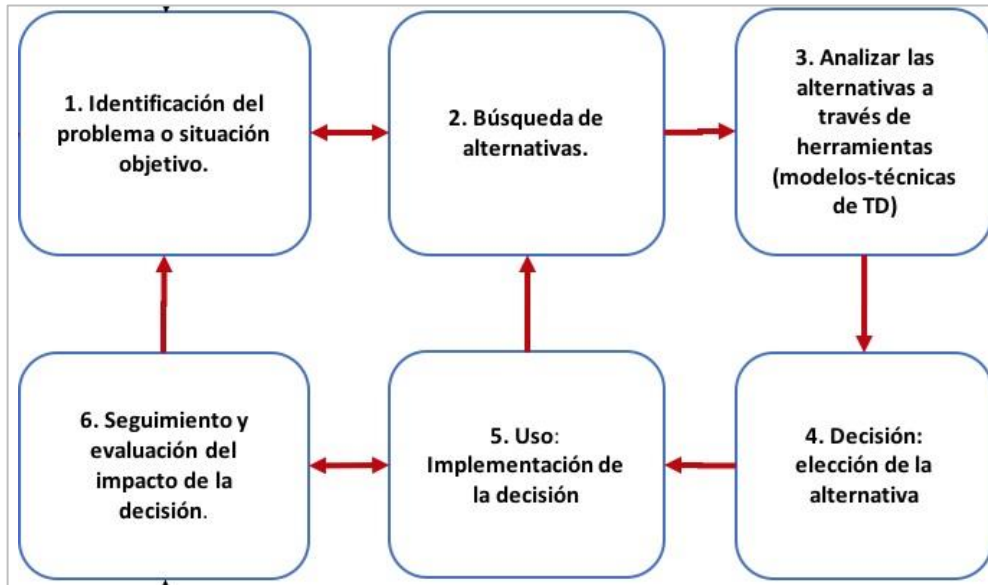 1. Identificación del
problema o situación
objetivo.
2. Búsqueda de
alternativas.
3. Analizar las
alternativas a
través de
herramientas
(modelos-técnicas
de TD)
6. Seguimiento y
evaluación del
impacto de la
decisión.
5. Uso:
Implementación de
la decisión
4. Decisión:
elección de la
alternativa